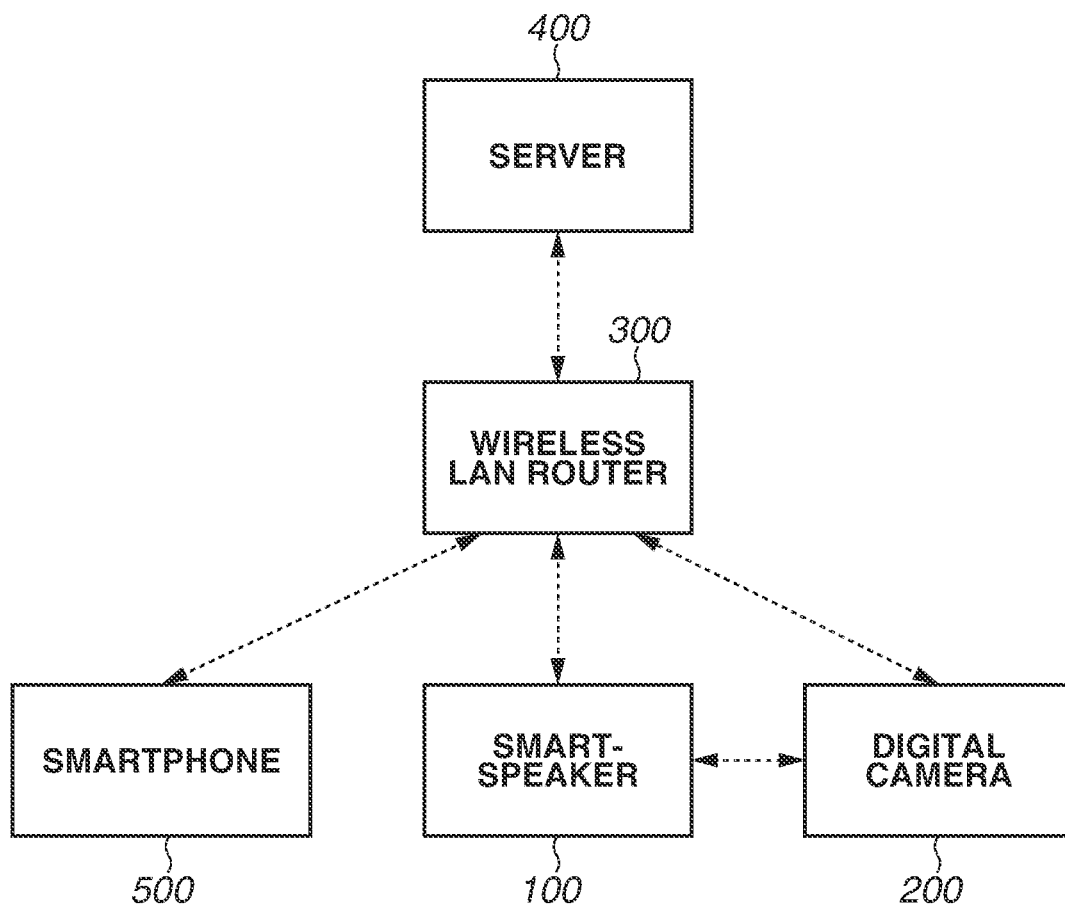 400
SERVER
300
WIRELESS
LAN ROUTER
SMARTPHONE
SMART-
SPEAKER
DIGITAL
CAMERA
500
100
200